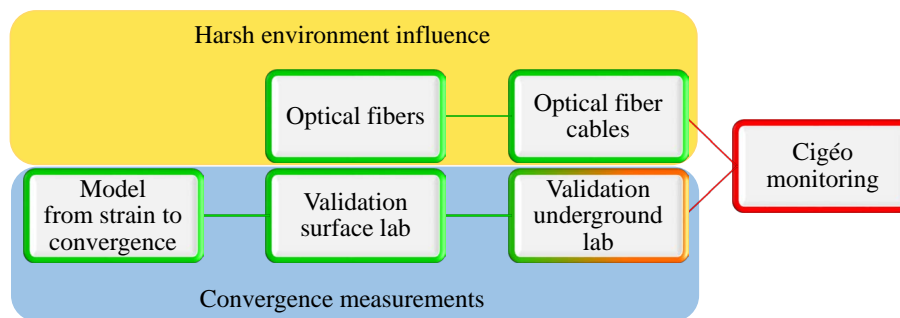 Harsh environment influence
Optical fibers
Optical fiber
cables
Cigéo
monitoring
Model
from strain to
convergence
Validation
surface lab
Validation
underground
lab
Convergence measurements